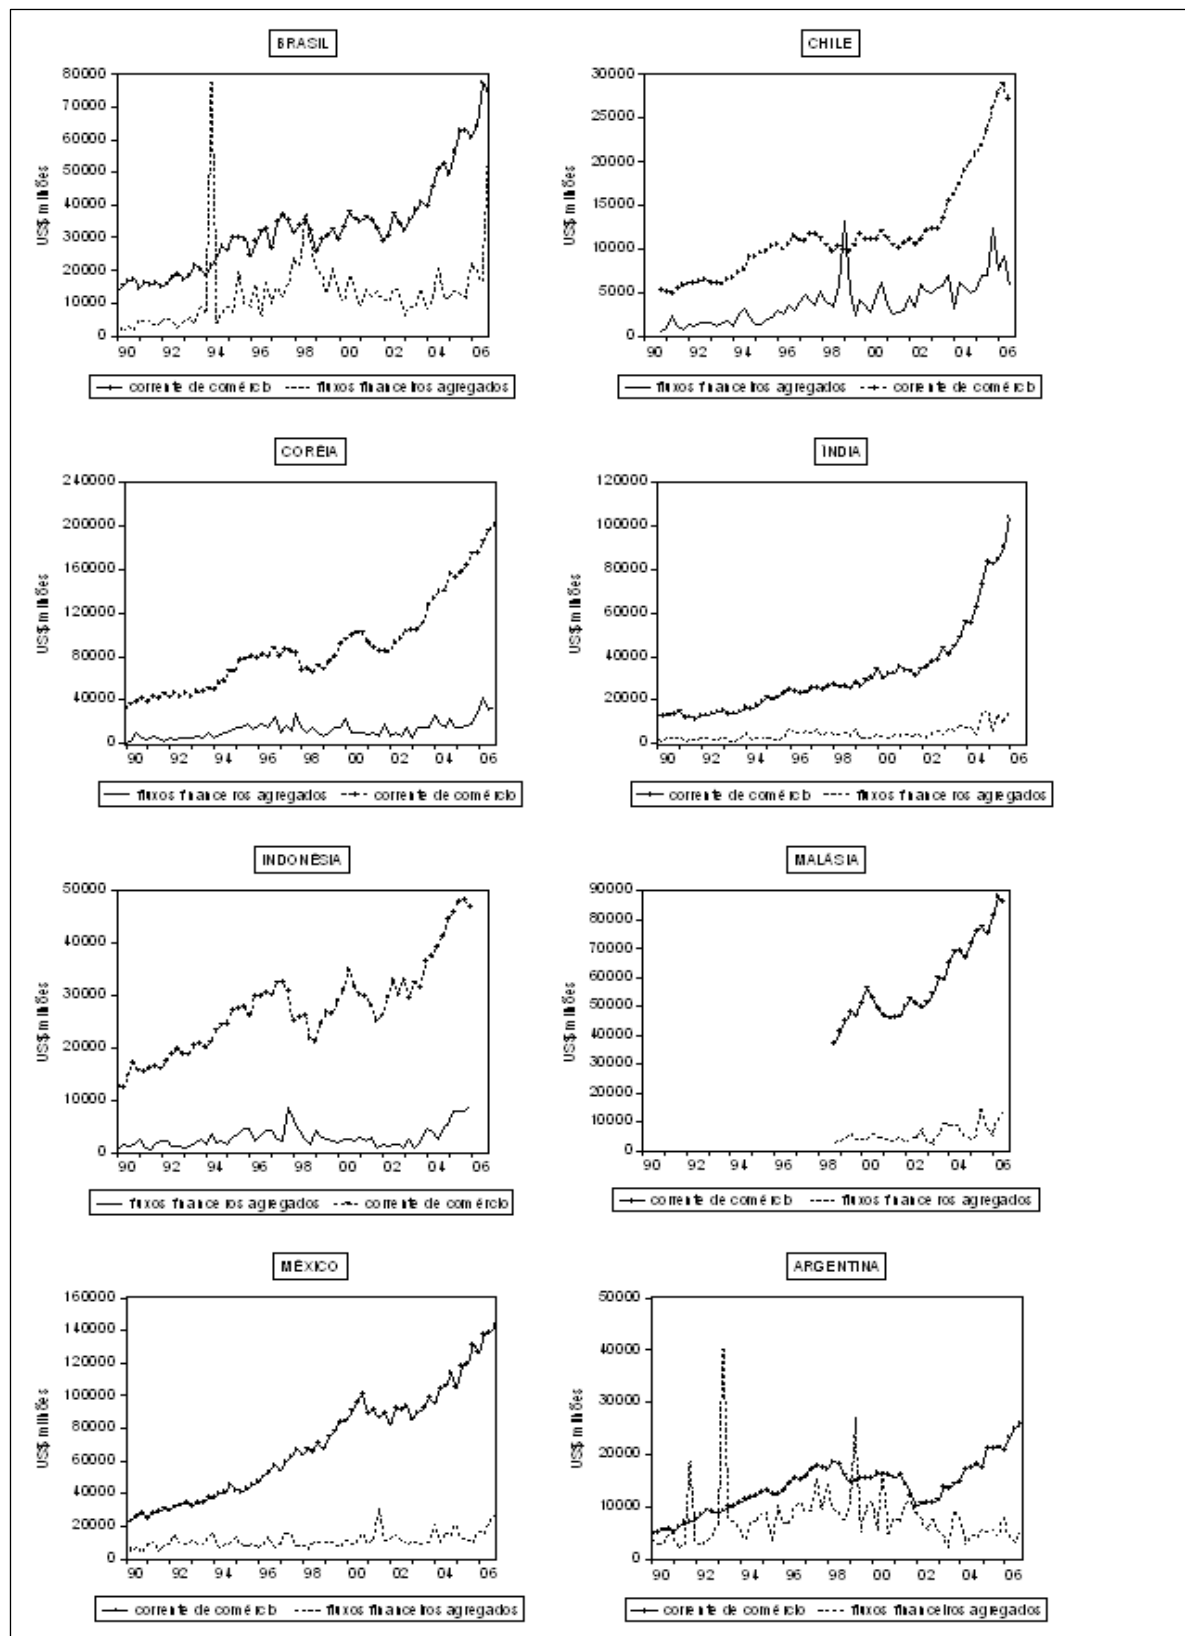 BRASIL
80000
70000
60000
50000
40000
30000
20000
10000
0
US$ milhões
90 92 94 96 98 00 02 04 06
corrente de comércio fluxos financeiros agregados
CHILE
30000
25000
20000
15000
10000
5000
0
US$ milhões
90 92 94 96 98 00 02 04 06
fluxos financeiros agregados corrente de comércio
CORÉIA
240000
200000
160000
120000
80000
40000
0
US$ milhões
90 92 94 96 98 00 02 04 06
fluxos financeiros agregados corrente de comércio
ÍNDIA
120000
100000
80000
60000
40000
20000
0
US$ milhões
90 92 94 96 98 00 02 04 06
corrente de comércio fluxos financeiros agregados
INDONÉSIA
50000
40000
30000
20000
10000
0
US$ milhões
90 92 94 96 98 00 02 04 06
fluxos financeiros agregados corrente de comércio
MALÁSIA
90000
80000
70000
60000
50000
40000
30000
20000
10000
0
US$ milhões
90 92 94 96 98 00 02 04 06
corrente de comércio fluxos financeiros agregados
MÉXICO
160000
140000
120000
100000
80000
60000
40000
20000
0
US$ milhões
90 92 94 96 98 00 02 04 06
corrente de comércio fluxos financeiros agregados
ARGENTINA
50000
40000
30000
20000
10000
0
US$ milhões
90 92 94 96 98 00 02 04 06
corrente de comércio fluxos financeiros agregados